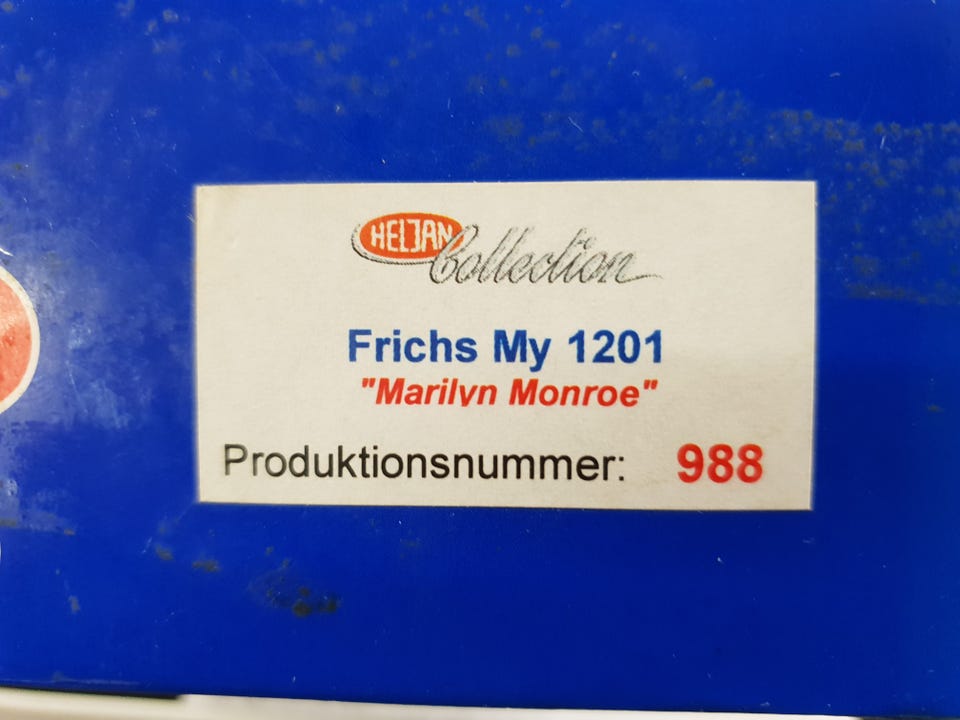 HELJAN Collection
Frichs My 1201
"Marilyn Monroe"
Produktionsnummer: 988